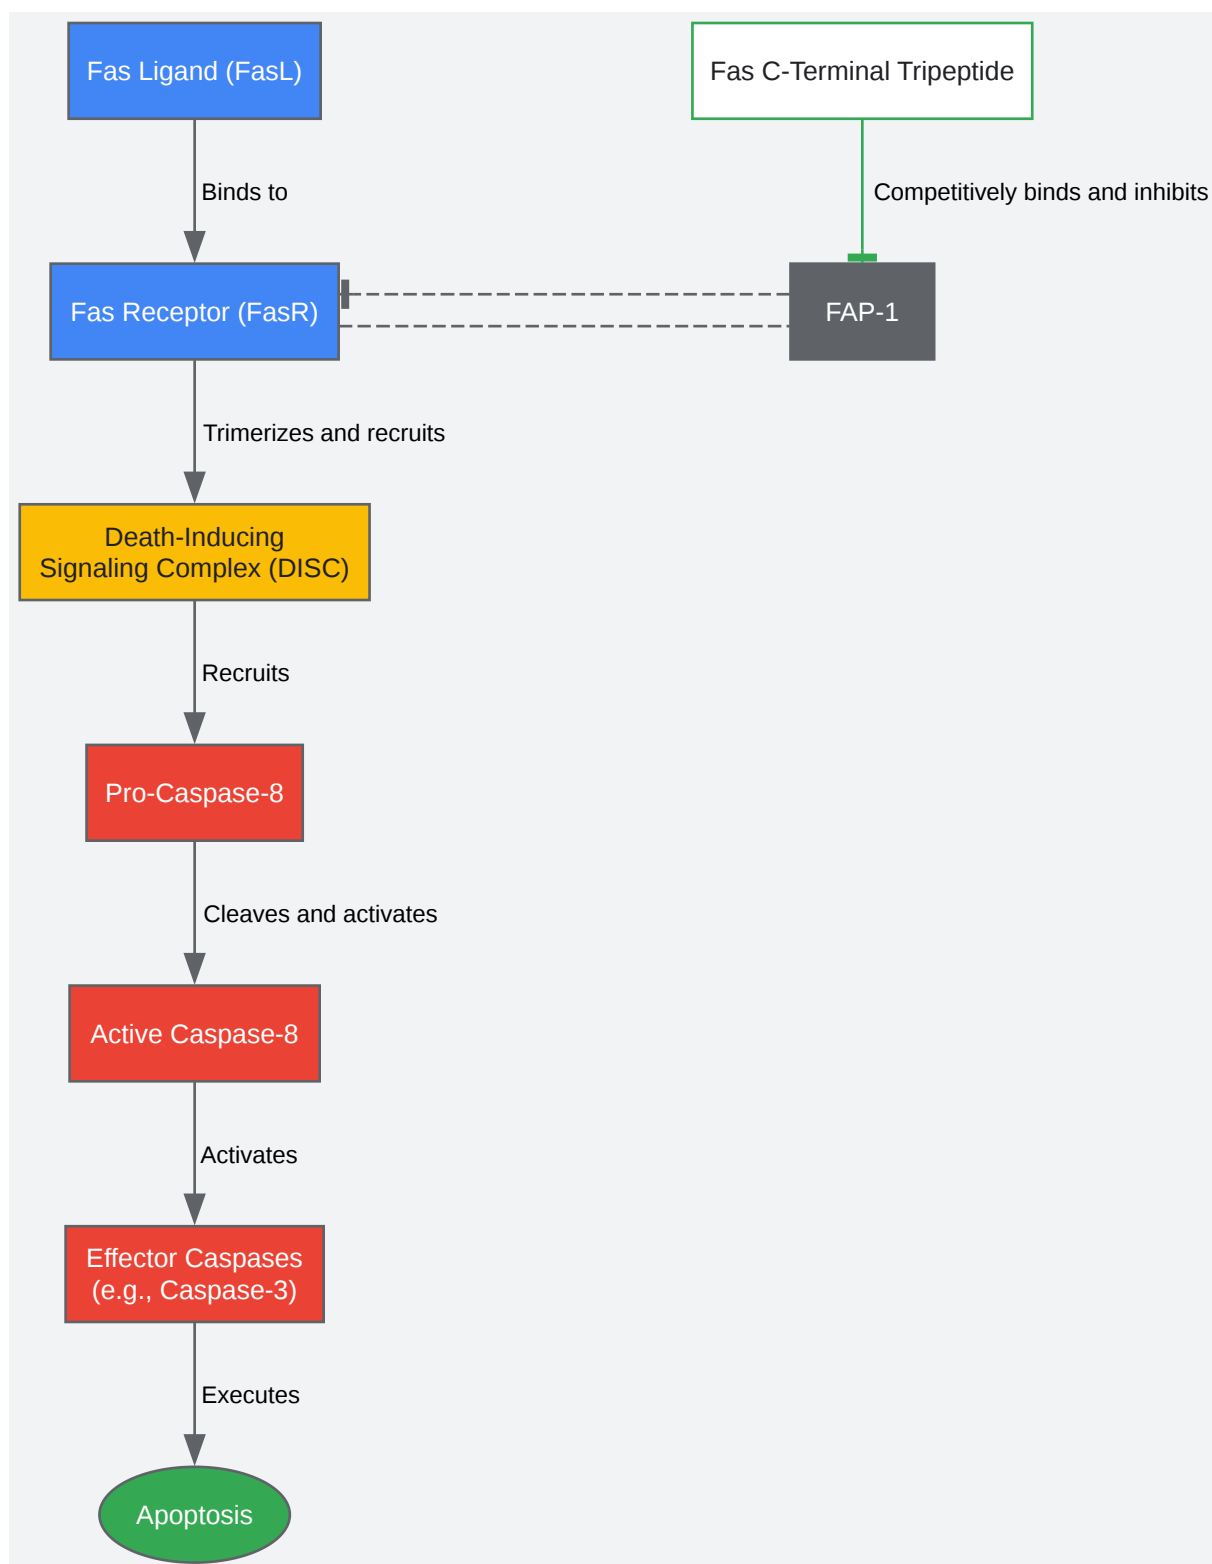 Fas Ligand (FasL)
Fas C-Terminal Tripeptide
Binds to
Competitively binds and inhibits
Fas Receptor (FasR)
FAP-1
Trimerizes and recruits
Death-Inducing
Signaling Complex (DISC)
Recruits
Pro-Caspase-8
Cleaves and activates
Active Caspase-8
Activates
Effector Caspases
(e.g., Caspase-3)
Executes
Apoptosis